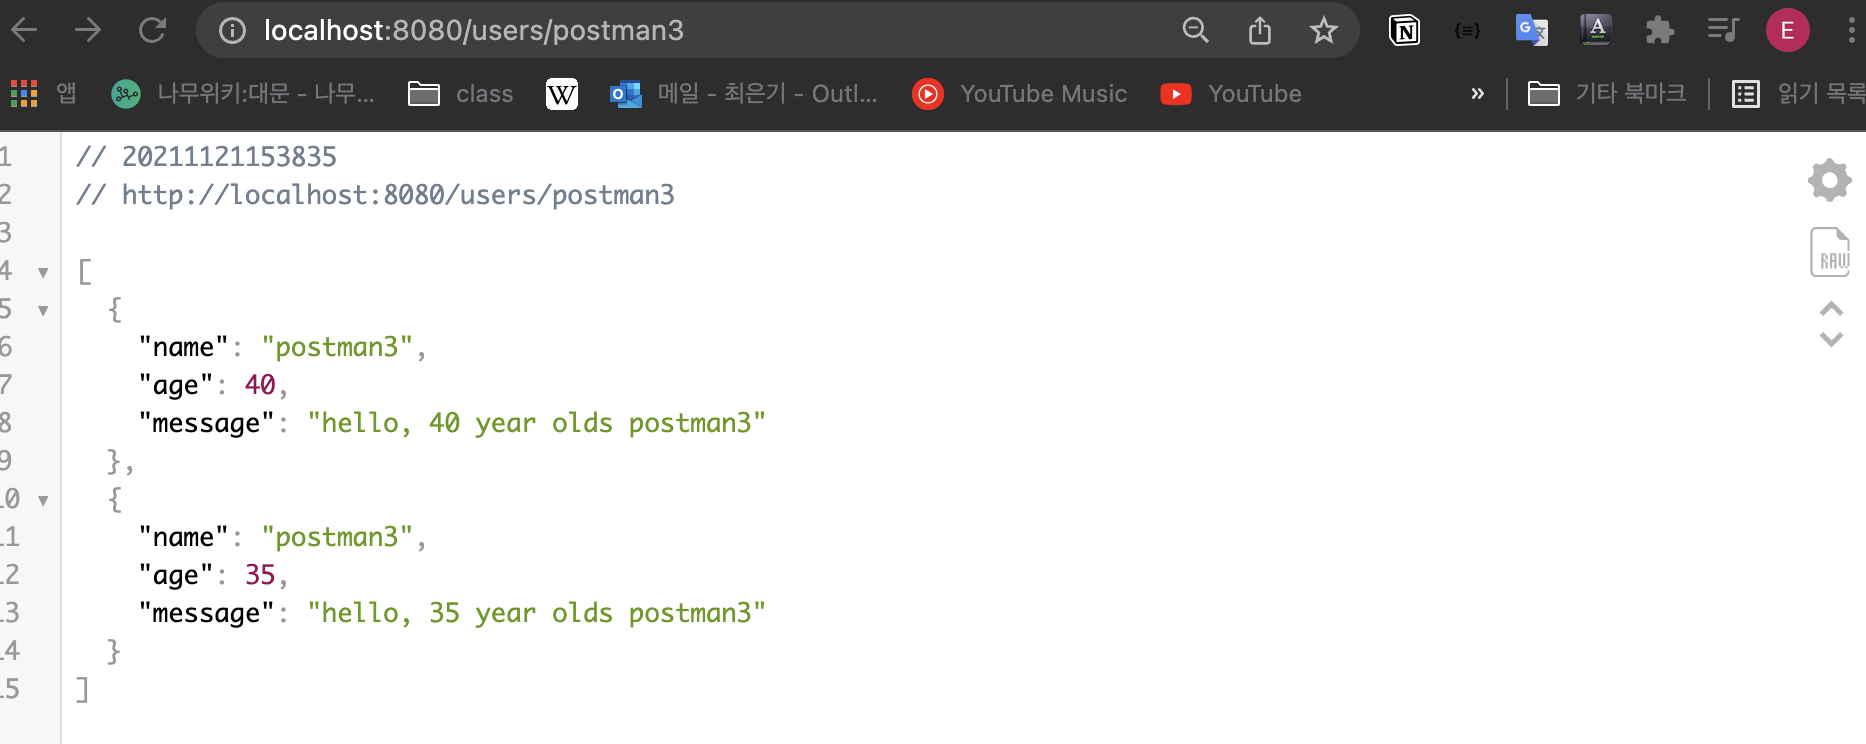 localhost:8080/users/postman3
E
앱
나무위키:대문 - 나무...
class
W
메일 - 최은기 - Outl...
YouTube Music
YouTube
»
기타 북마크
읽기 목록
1 // 20211121153835
2 // http://localhost:8080/users/postman3
3
4 [
5 {
6 "name": "postman3",
7 "age": 40,
8 "message": "hello, 40 year olds postman3"
9 },
10 {
11 "name": "postman3",
12 "age": 35,
13 "message": "hello, 35 year olds postman3"
14 }
15 ]
RAW